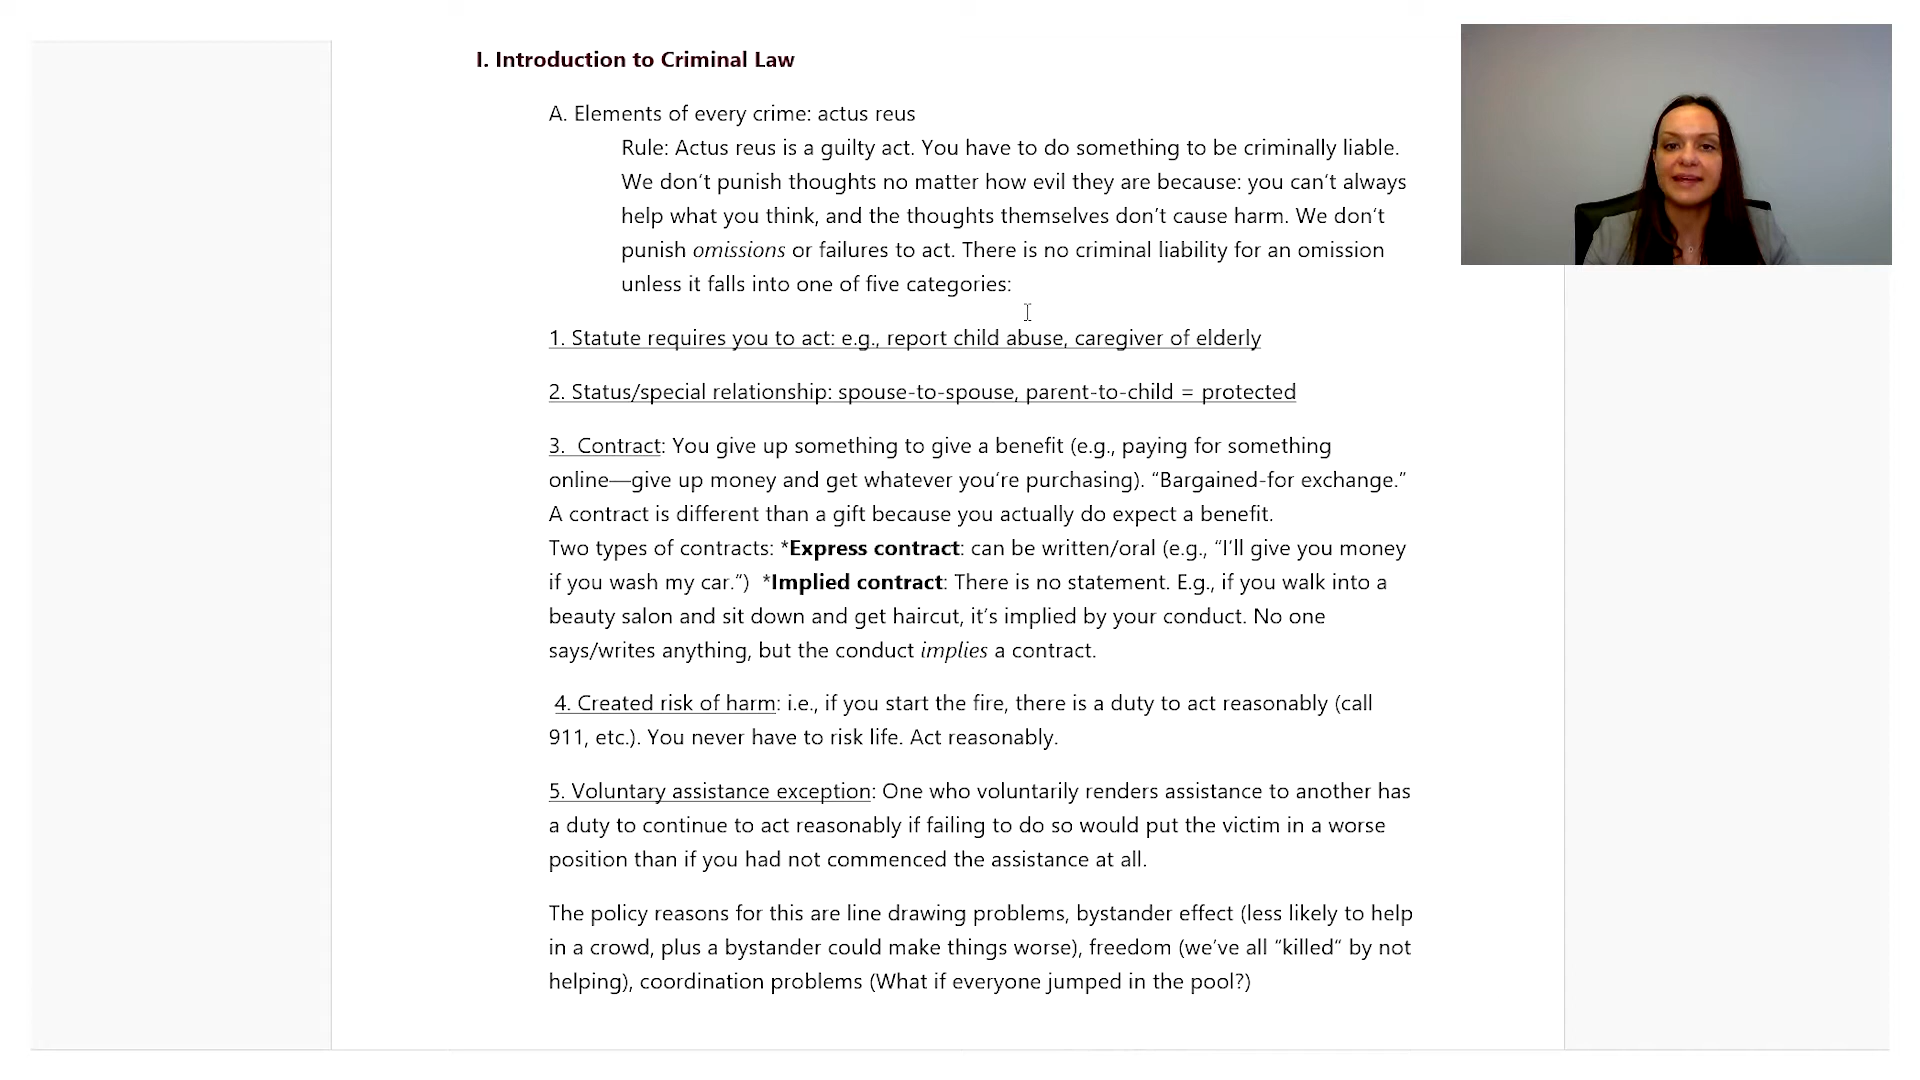 I. Introduction to Criminal Law
A. Elements of every crime: actus reus
Rule: Actus reus is a guilty act. You have to do something to be criminally liable.
We don’t punish thoughts no matter how evil they are because: you can’t always
help what you think, and the thoughts themselves don’t cause harm. We don’t
punish omissions or failures to act. There is no criminal liability for an omission
unless it falls into one of five categories:
1. Statute requires you to act: e.g., report child abuse, caregiver of elderly
2. Status/special relationship: spouse-to-spouse, parent-to-child = protected
3.  Contract: You give up something to give a benefit (e.g., paying for something
online—give up money and get whatever you’re purchasing). “Bargained-for exchange.”
A contract is different than a gift because you actually do expect a benefit.
Two types of contracts: *Express contract: can be written/oral (e.g., “I’ll give you money
if you wash my car.”)  *Implied contract: There is no statement. E.g., if you walk into a
beauty salon and sit down and get haircut, it’s implied by your conduct. No one
says/writes anything, but the conduct implies a contract.
4. Created risk of harm: i.e., if you start the fire, there is a duty to act reasonably (call
911, etc.). You never have to risk life. Act reasonably.
5. Voluntary assistance exception: One who voluntarily renders assistance to another has
a duty to continue to act reasonably if failing to do so would put the victim in a worse
position than if you had not commenced the assistance at all.
The policy reasons for this are line drawing problems, bystander effect (less likely to help
in a crowd, plus a bystander could make things worse), freedom (we’ve all “killed“ by not
helping), coordination problems (What if everyone jumped in the pool?)